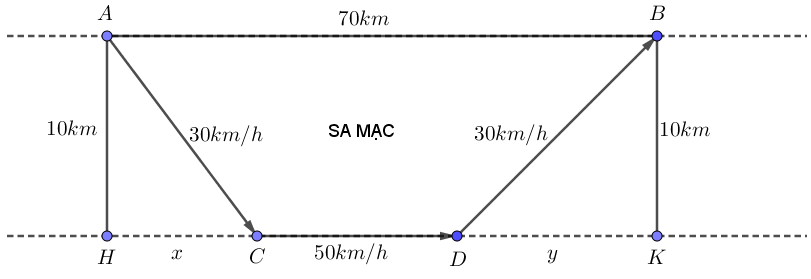 A 70km B
10km 30km/h SA MẠC 30km/h 10km
H x C 50km/h D y K